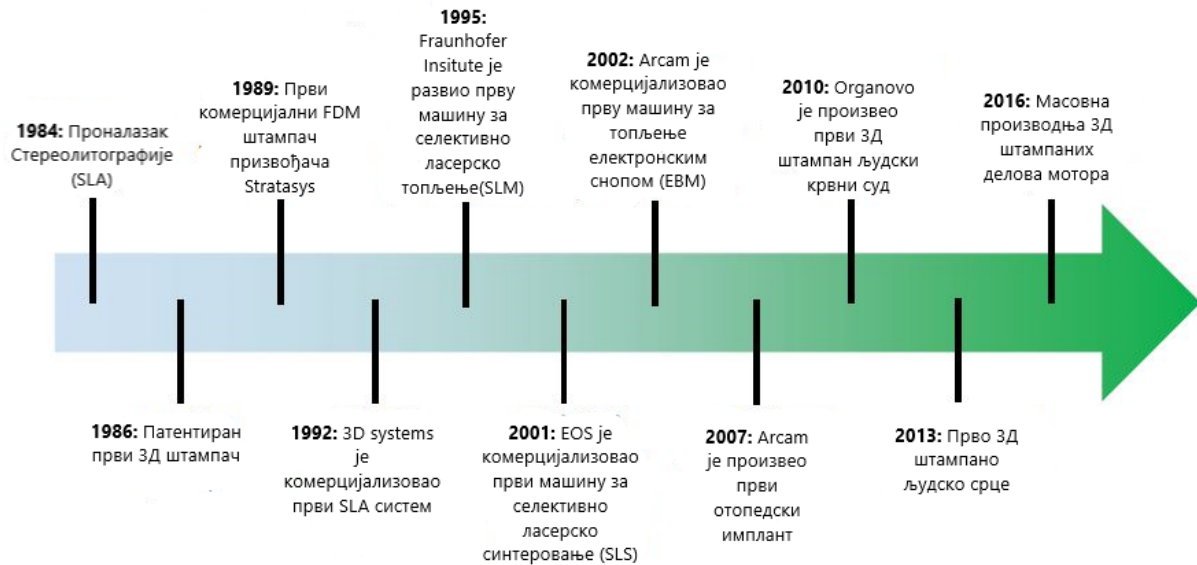 1984: Проналазак
Стереолитографије
(SLA)
1986: Патентиран
први 3Д штампач
1989: Први
комерцијални FDM
штампач
призвођача
Stratasys
1992: 3D systems
је
комерцијализовао
први SLA систем
1995:
Fraunhofer
Insitute је
развио прву
машину за
селективно
ласерско
топљење(SLM)
2001: EOS је
комерцијализовао
први машину за
селективно
ласерско
синтеровање (SLS)
2002: Arcam је
комерцијализовао
прву машину за
топљење
електронским
снопом (EBM)
2007: Arcam
је произвео
први
отопедски
имплант
2010: Organovo
је произвео
први 3Д
штампан људски
крвни суд
2013: Прво 3Д
штампано
људско срце
2016: Масовна
производња 3Д
штампаних
делова мотора